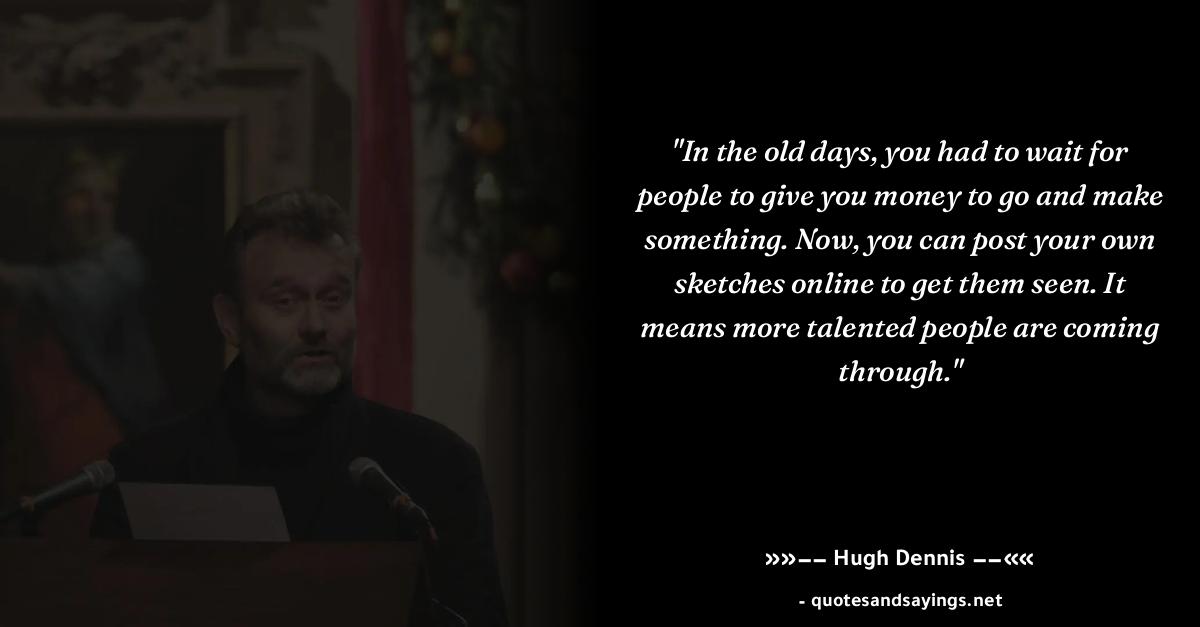 "In the old days, you had to wait for
people to give you money to go and make
something. Now, you can post your own
sketches online to get them seen. It
means more talented people are coming
through."
»»−− Hugh Dennis −−««
- quotesandsayings.net